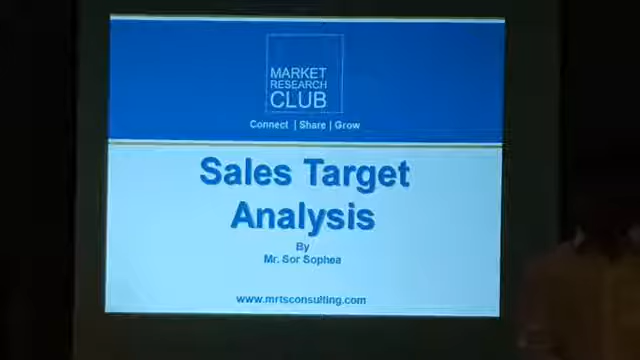 MARKET
RESEARCH
CLUB
Connect | Share | Grow
Sales Target
Analysis
By
Mr. Sor Sophea
www.mrtsconsulting.com